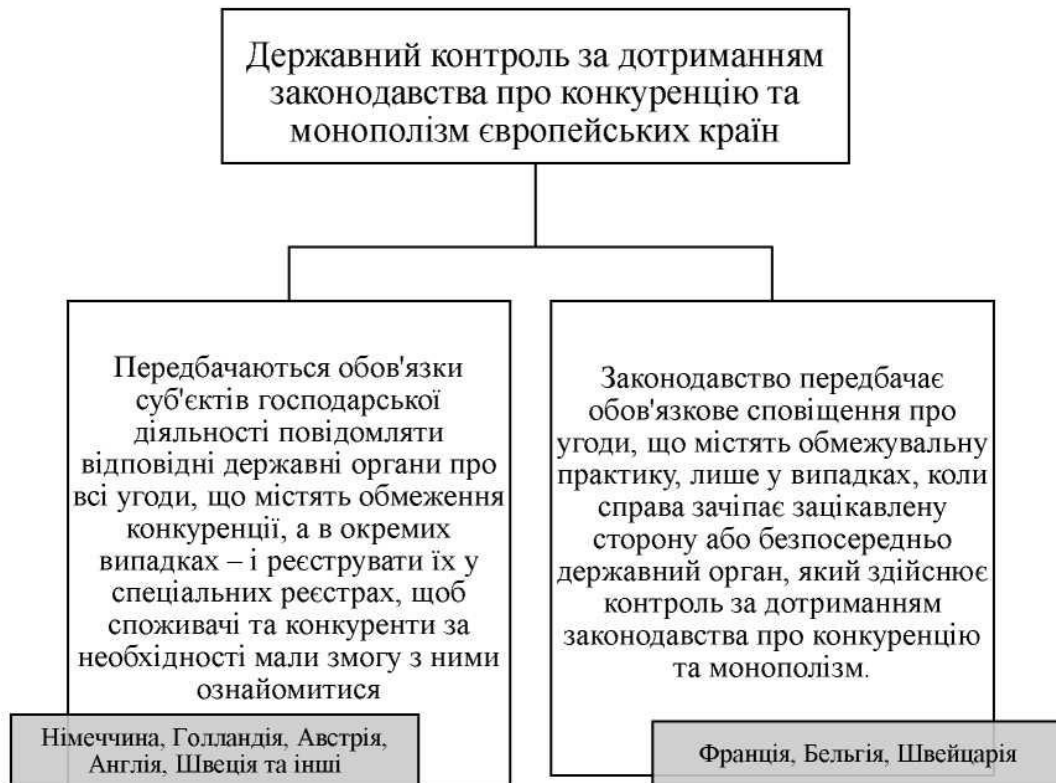 Державний контроль за дотриманням
законодавства про конкуренцію та
монополізм європейських країн
Передбачаються обов'язки
суб'єктів господарської
діяльності повідомляти
відповідні державні органи про
всі угоди, що містять обмеження
конкуренції, а в окремих
випадках – і реєструвати їх у
спеціальних реєстрах, щоб
споживачі та конкуренти за
необхідності мали змогу з ними
ознайомитися
Німеччина, Голландія, Австрія,
Англія, Швеція та інші
Законодавство передбачає
обов'язкове сповіщення про
угоди, що містять обмежувальну
практику, лише у випадках, коли
справа зачіпає зацікавлену
сторону або безпосередньо
державний орган, який здійснює
контроль за дотриманням
законодавства про конкуренцію
та монополізм.
Франція, Бельгія, Швейцарія